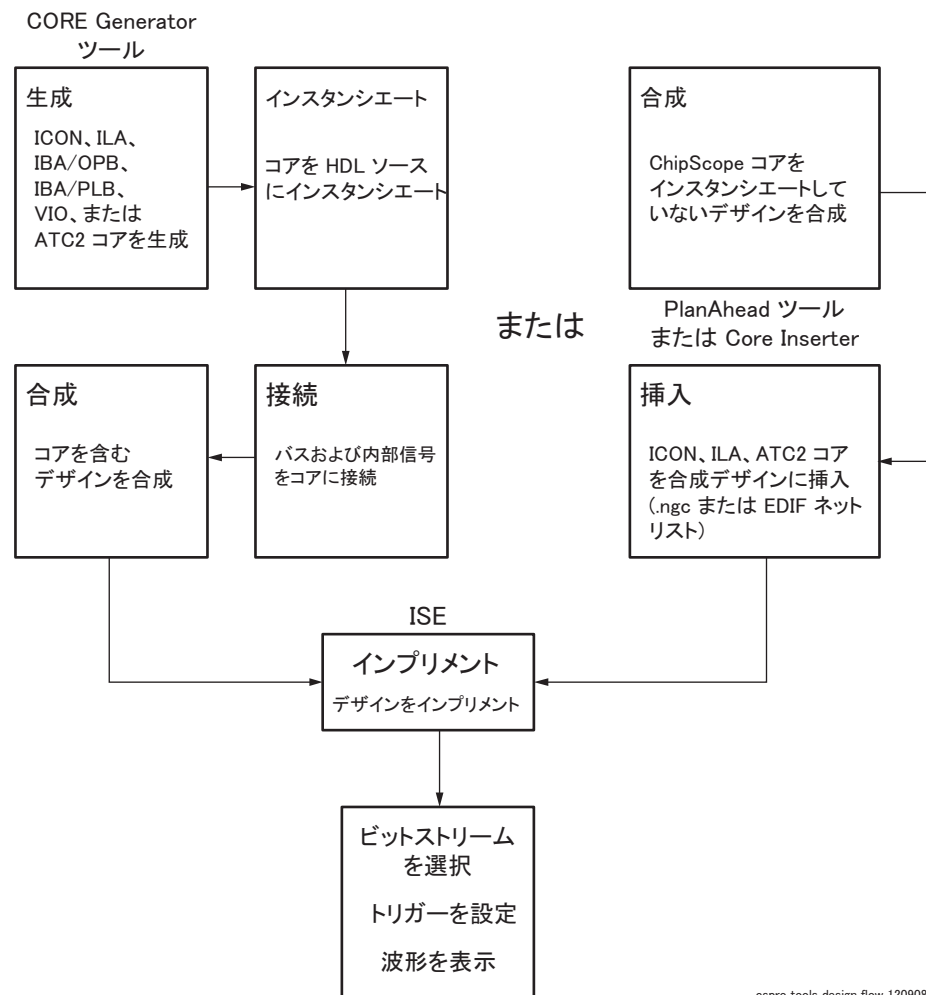 CORE Generator
ツール
生成
ICON、ILA、
IBA/OPB、
IBA/PLB、
VIO、または
ATC2 コアを生成
インスタンシエート
コアを HDL ソース
にインスタンシエート
合成
ChipScope コアを
インスタンシエートして
いないデザインを合成
または
PlanAhead ツール
または Core Inserter
合成
コアを含む
デザインを合成
接続
バスおよび内部信号
をコアに接続
挿入
ICON、ILA、ATC2 コア
を合成デザインに挿入
(.ngc または EDIF ネット
リスト)
ISE
インプリメント
デザインをインプリメント
ビットストリーム
を選択
トリガーを設定
波形を表示